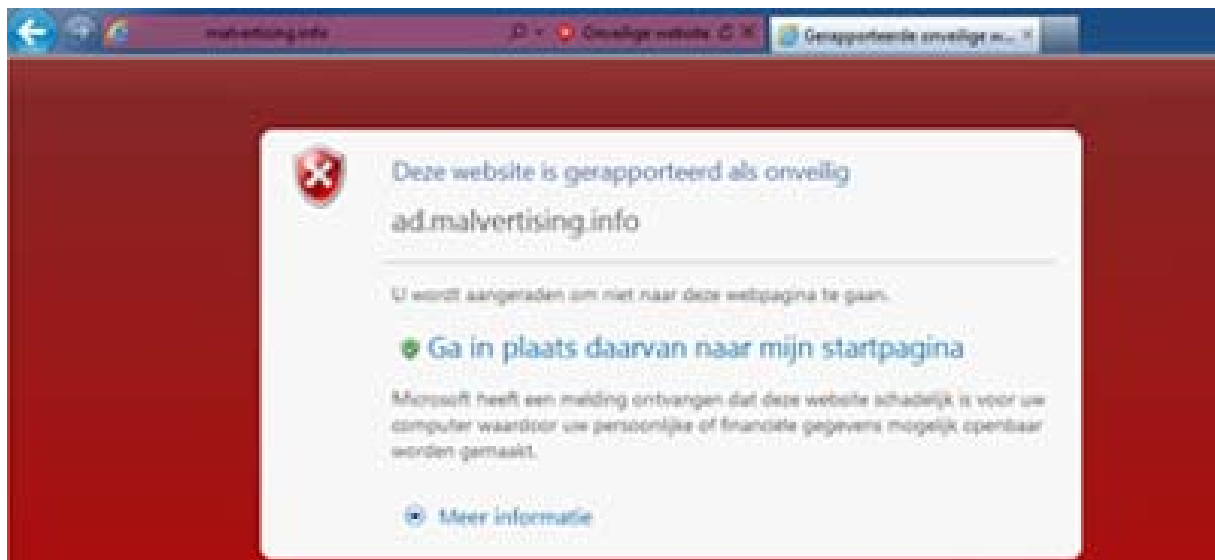 malvertising.info Onveilige website Gerapporteerde onveilige w...
Deze website is gerapporteerd als onveilig
ad.malvertising.info
U wordt aangeraden om niet naar deze webpagina te gaan.
Ga in plaats daarvan naar mijn startpagina
Microsoft heeft een melding ontvangen dat deze website schadelijk is voor uw
computer waardoor uw persoonlijke of financiële gegevens mogelijk openbaar
worden gemaakt.
Meer informatie